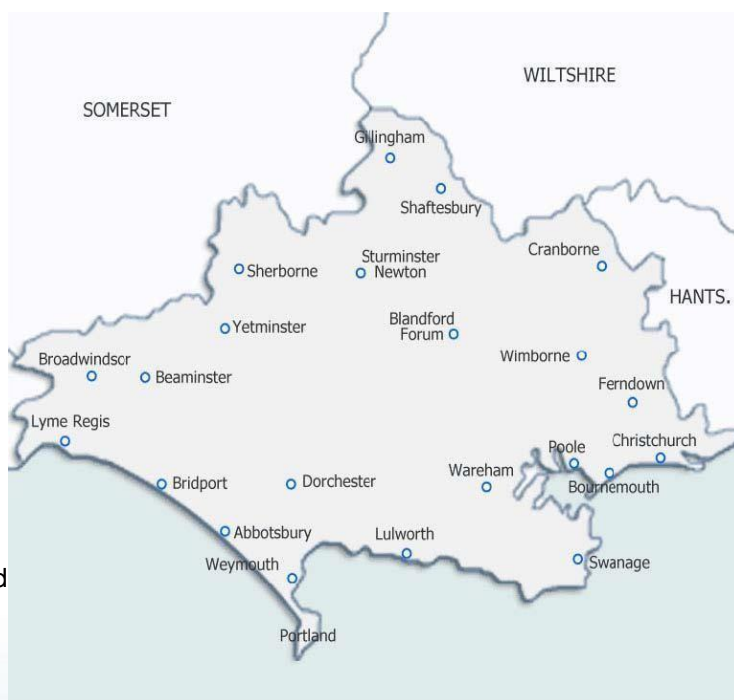 WILTSHIRE
SOMERSET
Gillingham
Shaftesbury
Cranborne
Sturminster
Newton
Sherborne
HANTS.
Blandford
Forum
Yetminster
Wimborne
Broadwindsor
Beaminster
Ferndown
Lyme Regis
Christchurch
Poole
Wareham
Bridport
Dorchester
Bournemouth
Abbotsbury
Lulworth
Weymouth
Swanage
d
Portland